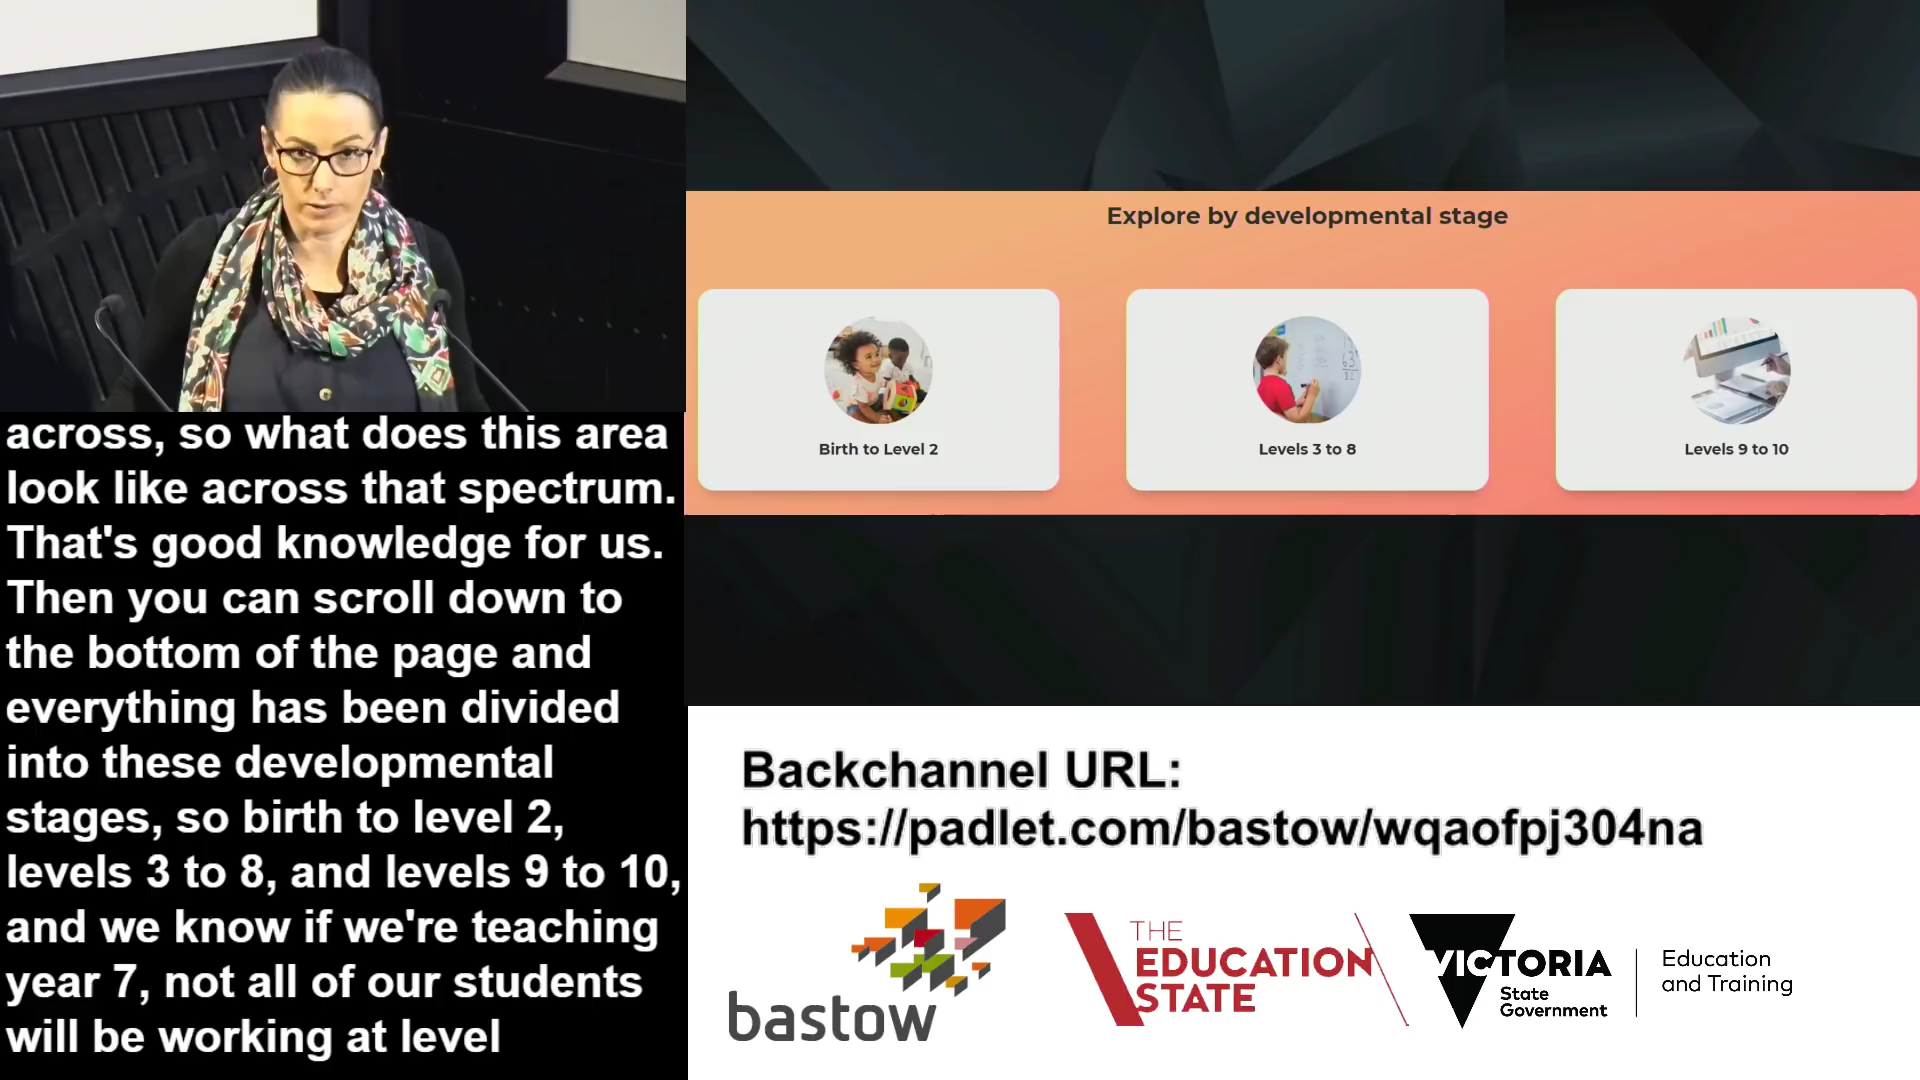 across, so what does this area
look like across that spectrum.
That's good knowledge for us.
Then you can scroll down to
the bottom of the page and
everything has been divided
into these developmental
stages, so birth to level 2,
levels 3 to 8, and levels 9 to 10,
and we know if we're teaching
year 7, not all of our students
will be working at level
Explore by developmental stage
Birth to Level 2
Levels 3 to 8
Levels 9 to 10
Backchannel URL:
https://padlet.com/bastow/wqaofpj304na
bastow
THE
EDUCATION
STATE
VICTORIA
State
Government
Education
and Training